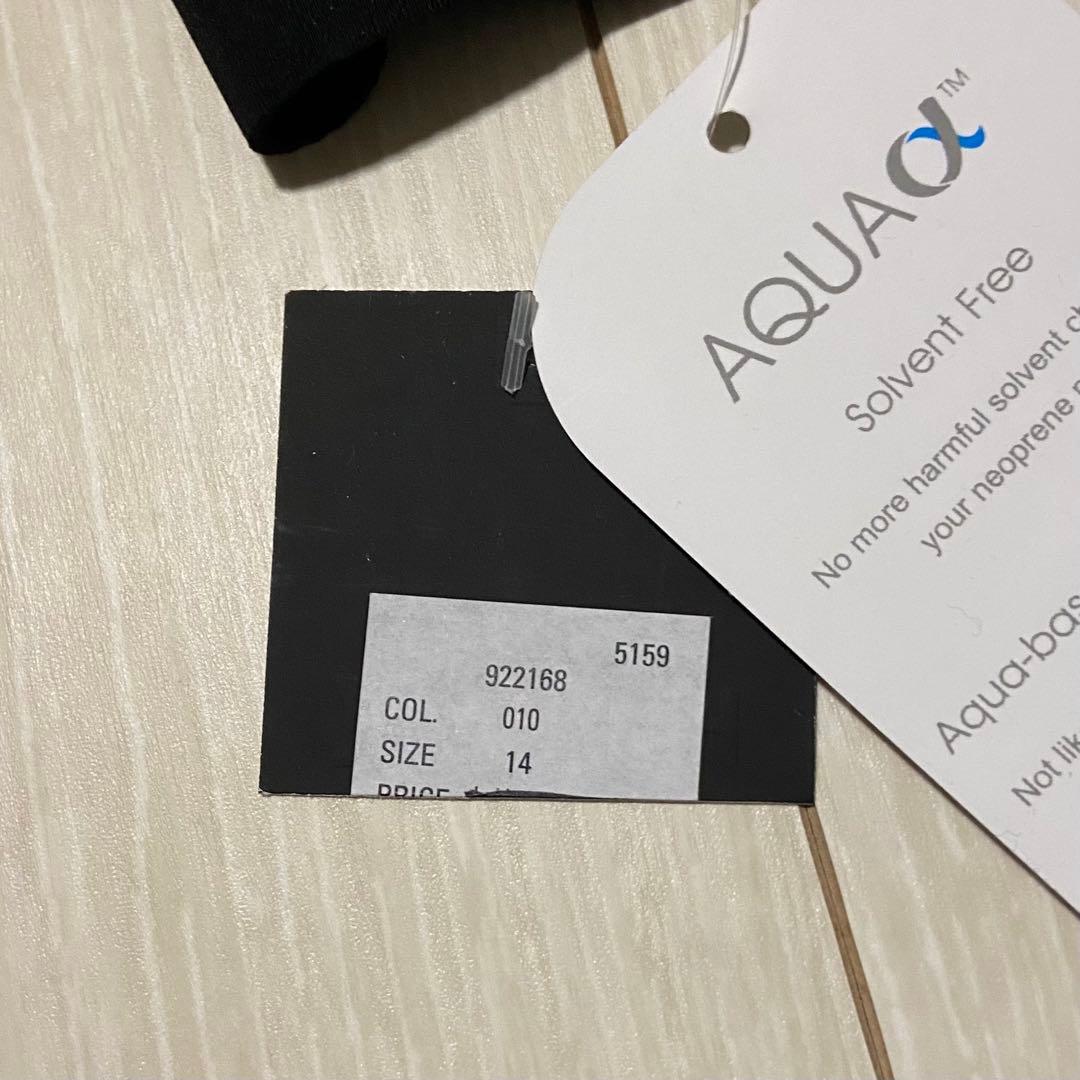 AQUAα™
Solvent Free
No more harmful solvent
your neoprene
Aqua-bas
Not lik
5159
922168
COL. 010
SIZE 14
PRICE